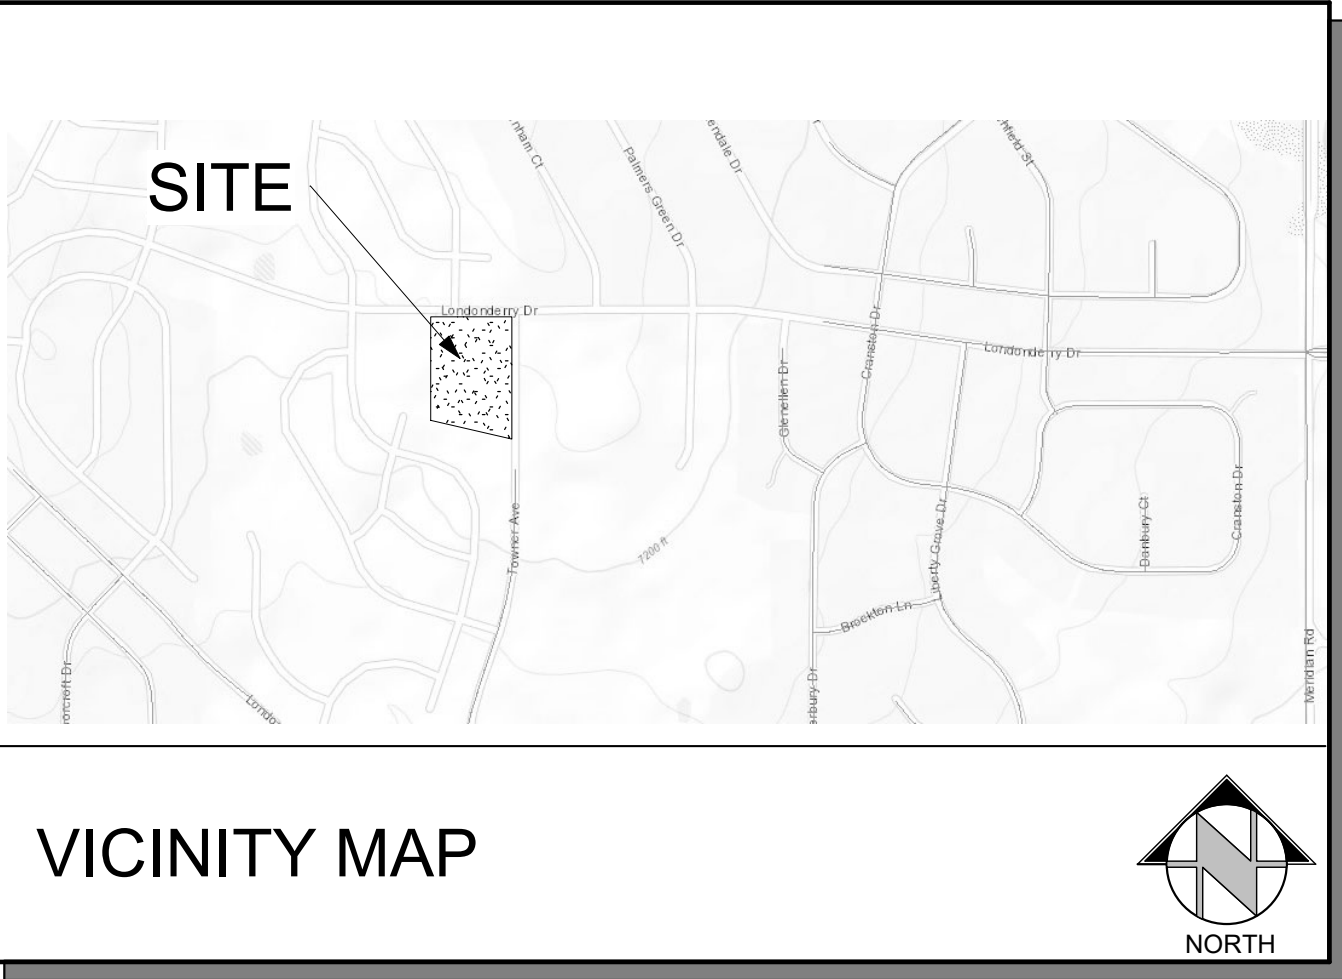 SITE
Palmers Green Dr
Londonderry Dr
Cranston Dr
Londonderry Dr
Glenellen Dr
Towner Ave
7200 ft
Liberty Grove Dr
Danbury Ct
Cranston Dr
Brockton Ln
Meridian Rd
VICINITY MAP
N
NORTH